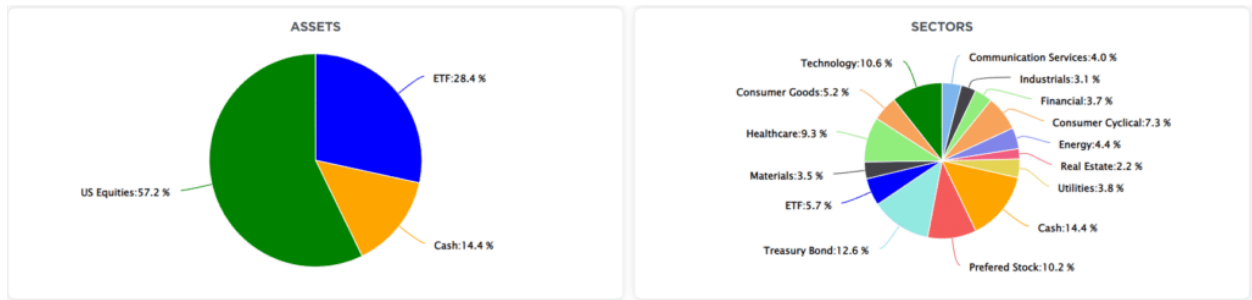 ASSETS
ETF:28.4 %
US Equities:57.2 %
Cash:14.4 %
SECTORS
Communication Services:4.0 %
Technology:10.6 %
Industrials:3.1 %
Consumer Goods:5.2 %
Financial:3.7 %
Consumer Cyclical:7.3 %
Healthcare:9.3 %
Energy:4.4 %
Real Estate:2.2 %
Materials:3.5 %
Utilities:3.8 %
ETF:5.7 %
Cash:14.4 %
Treasury Bond:12.6 %
Prefered Stock:10.2 %